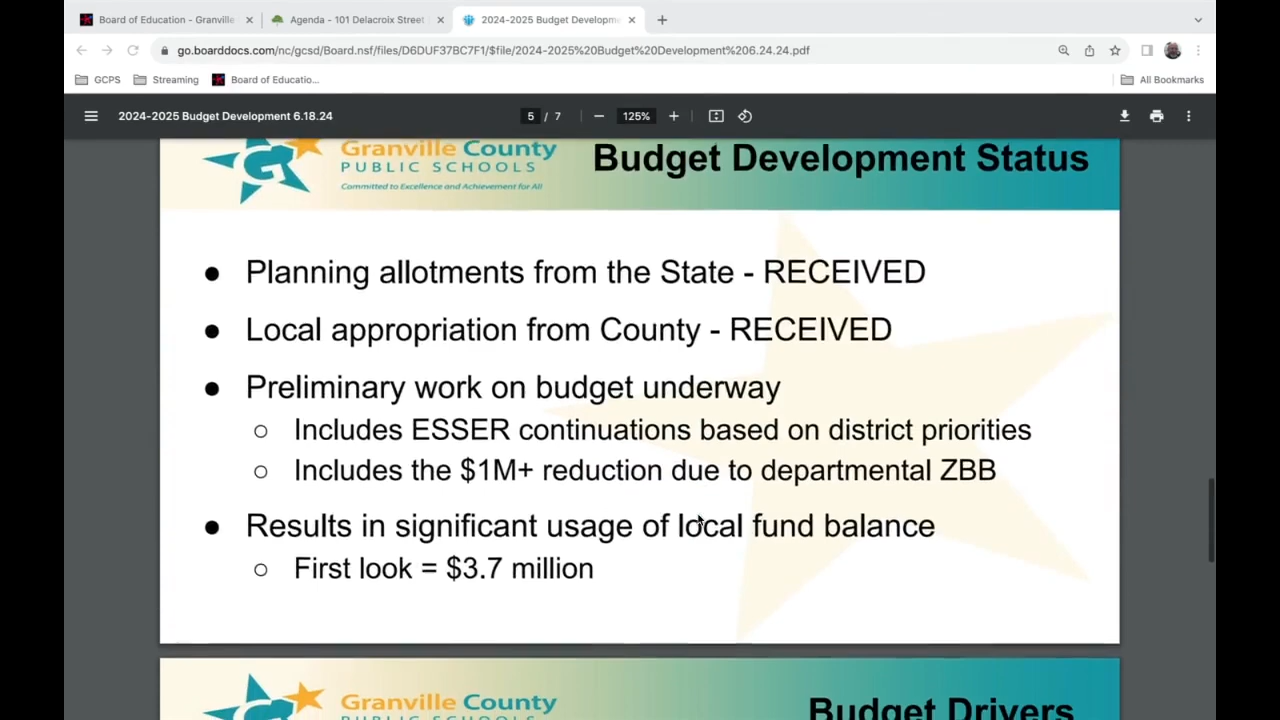 Board of Education - Granville
Agenda - 101 Delacroix Street
2024-2025 Budget Developme
go.boarddocs.com/nc/gcsd/Board.nsf/files/D6DUF37BC7F1/$file/2024-2025%20Budget%20Development%206.24.24.pdf
GCPS
Streaming
Board of Educatio...
All Bookmarks
2024-2025 Budget Development 6.18.24
5 / 7
125%
Granville County
PUBLIC SCHOOLS
Committed to Excellence and Achievement for All
Budget Development Status
● Planning allotments from the State - RECEIVED
● Local appropriation from County - RECEIVED
● Preliminary work on budget underway
○ Includes ESSER continuations based on district priorities
○ Includes the $1M+ reduction due to departmental ZBB
● Results in significant usage of local fund balance
○ First look = $3.7 million
Granville County
PUBLIC SCHOOLS
Budget Drivers